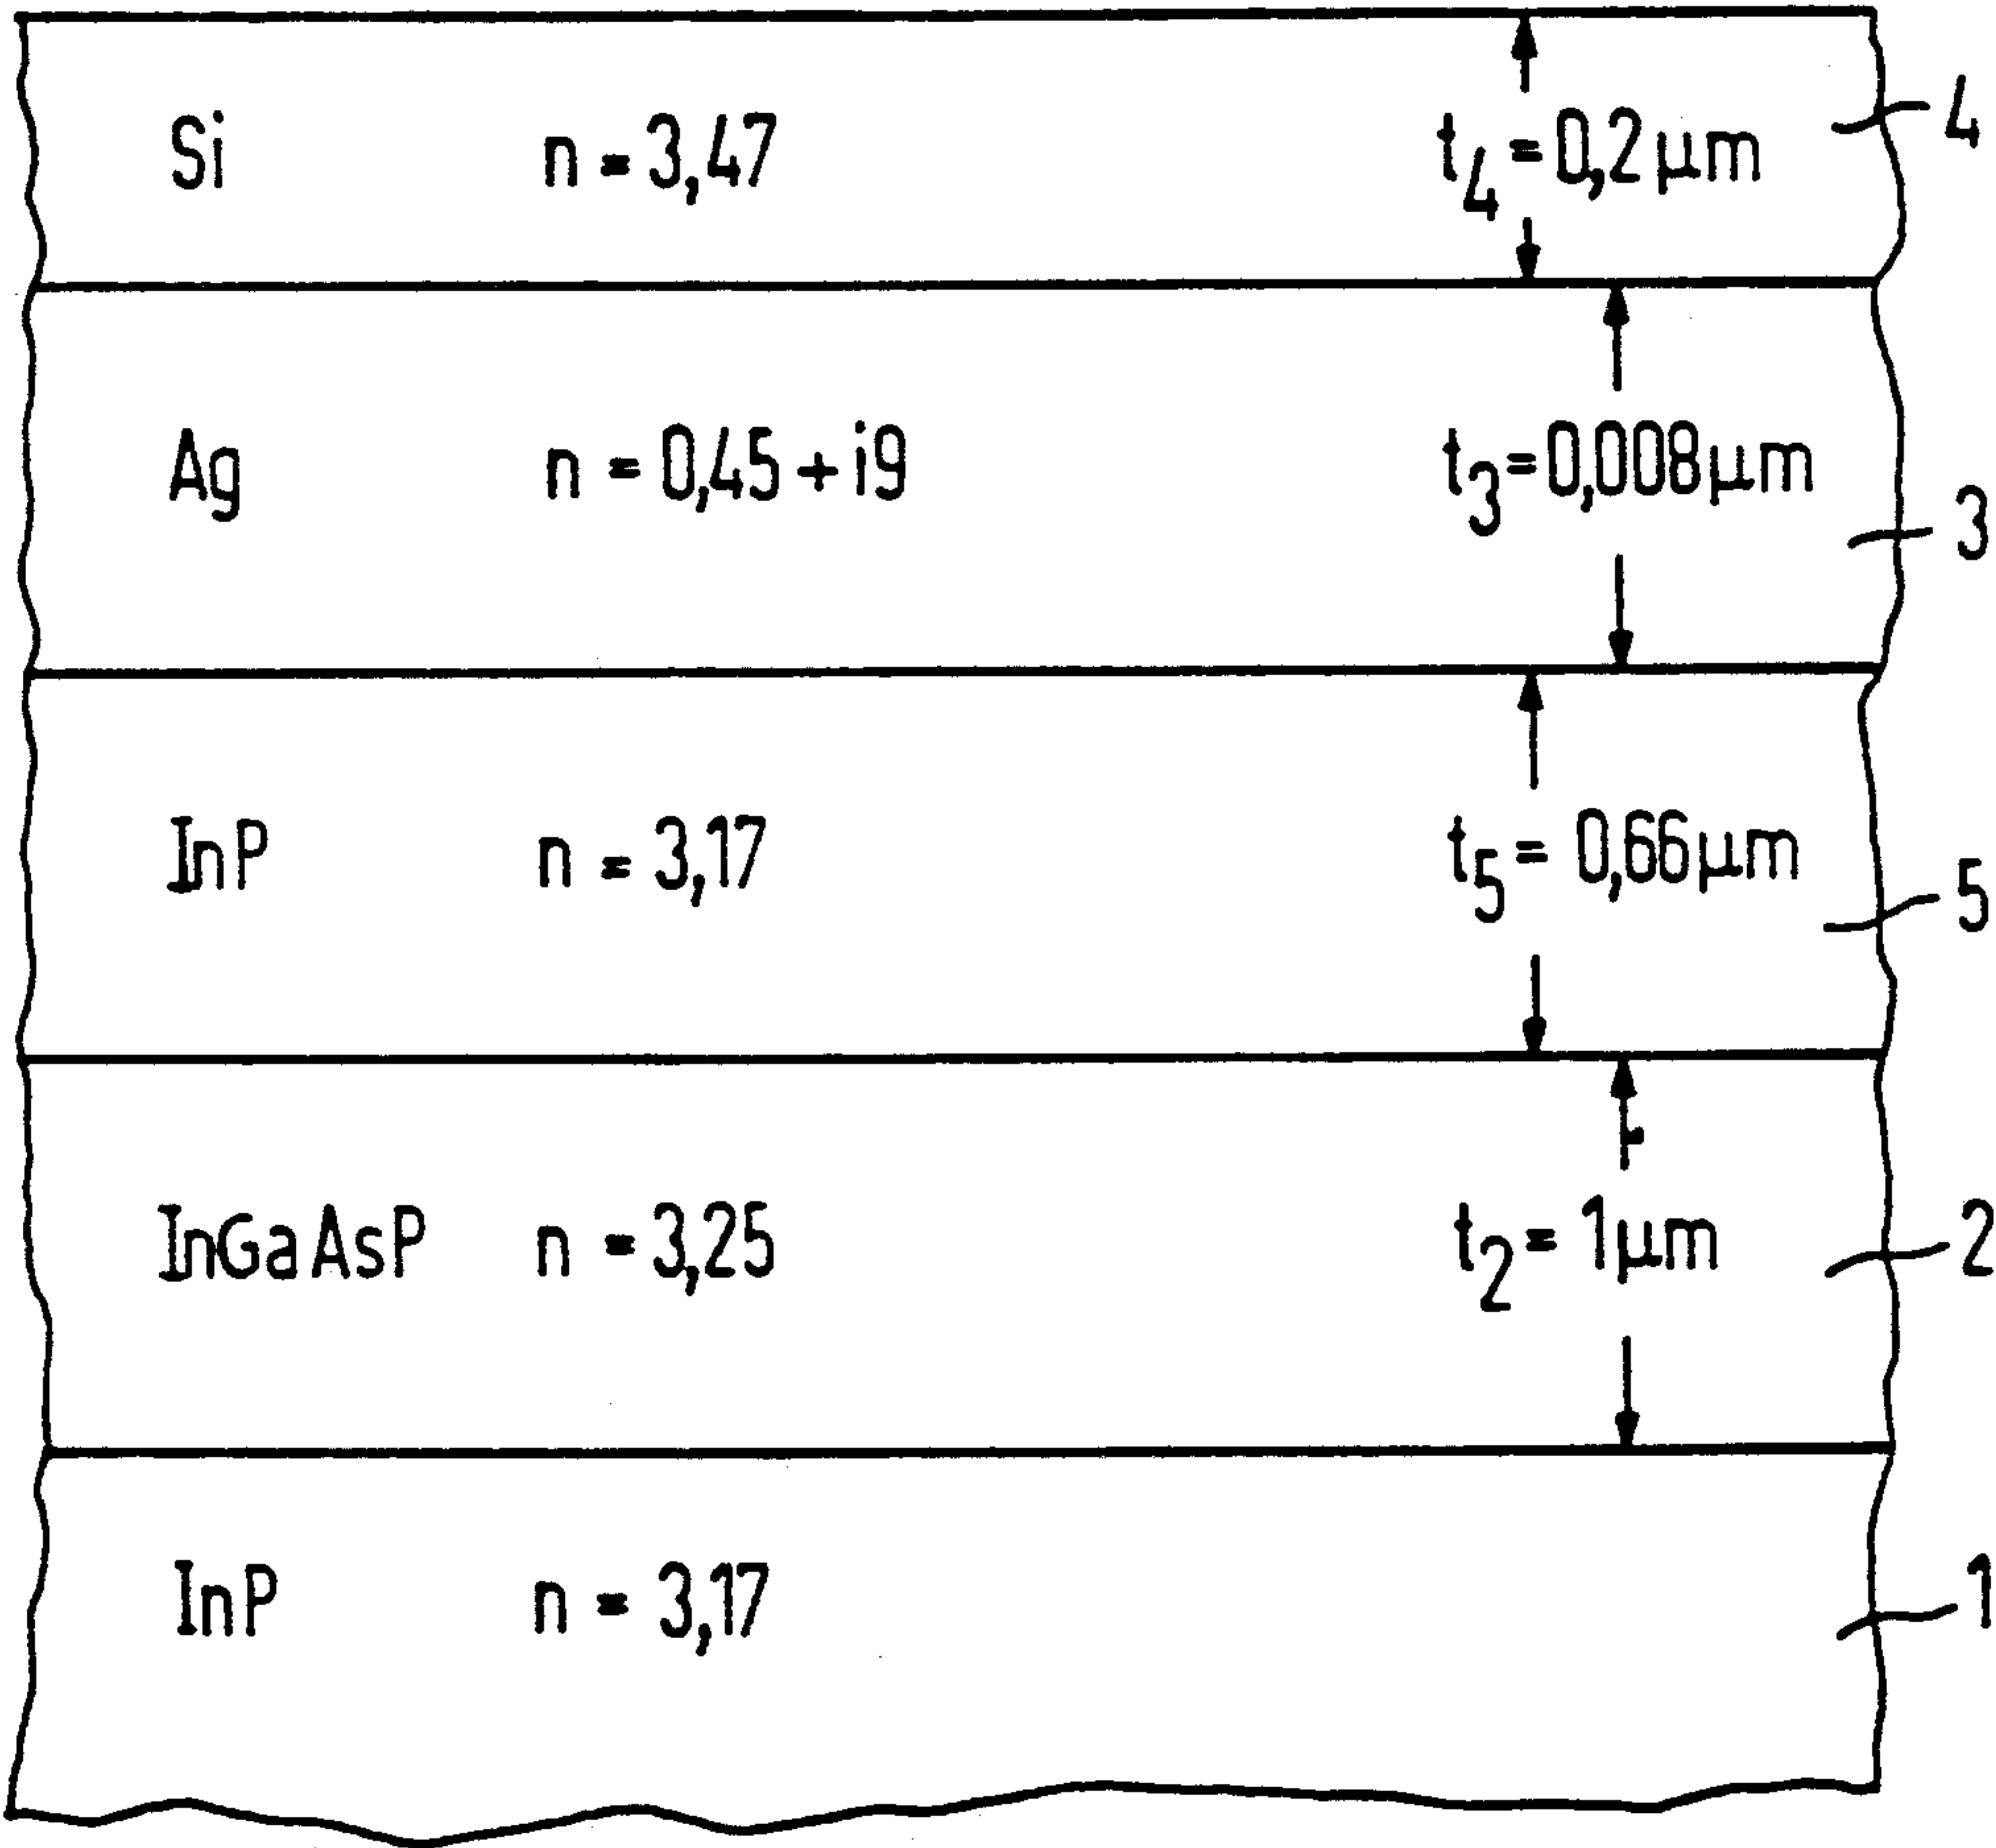 Si n = 3,47 t4 = 0,2 µm 4
Ag n = 0,45 + i9 t3 = 0,008 µm 3
InP n = 3,17 t5 = 0,66 µm 5
InGaAsP n = 3,25 t2 = 1 µm 2
InP n = 3,17 1